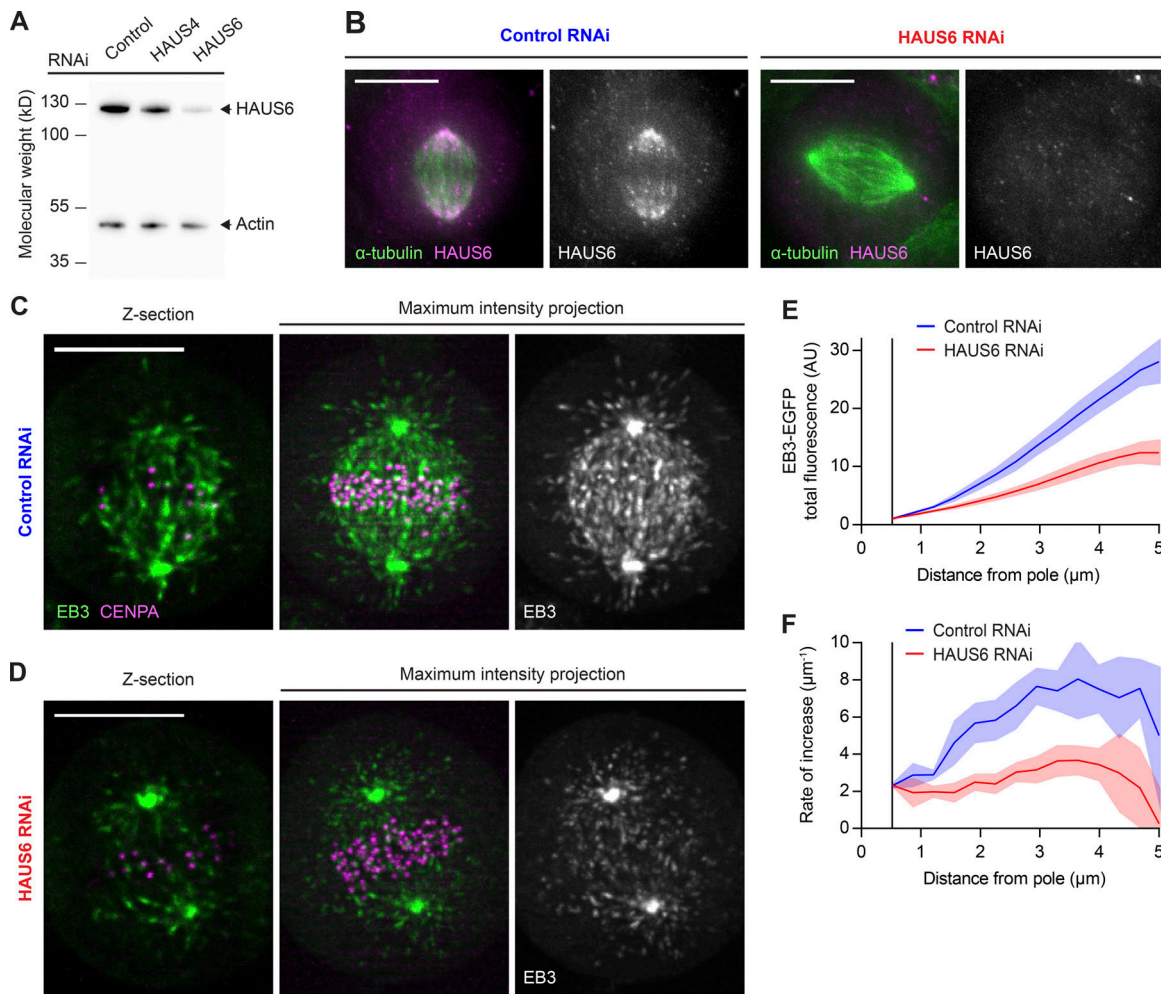 A
RNAi
Control
HAUS4
HAUS6
Molecular weight (kD)
130
100
55
35
HAUS6
Actin
B
Control RNAi
HAUS6 RNAi
α-tubulin HAUS6
HAUS6
α-tubulin HAUS6
HAUS6
C
Z-section
Maximum intensity projection
Control RNAi
EB3 CENPA
EB3
D
Z-section
Maximum intensity projection
HAUS6 RNAi
EB3
E
Control RNAi
HAUS6 RNAi
EB3-EGFP
total fluorescence (AU)
30
20
10
0
0 1 2 3 4 5
Distance from pole (μm)
F
Control RNAi
HAUS6 RNAi
Rate of increase (μm⁻¹)
10
8
6
4
2
0
0 1 2 3 4 5
Distance from pole (μm)